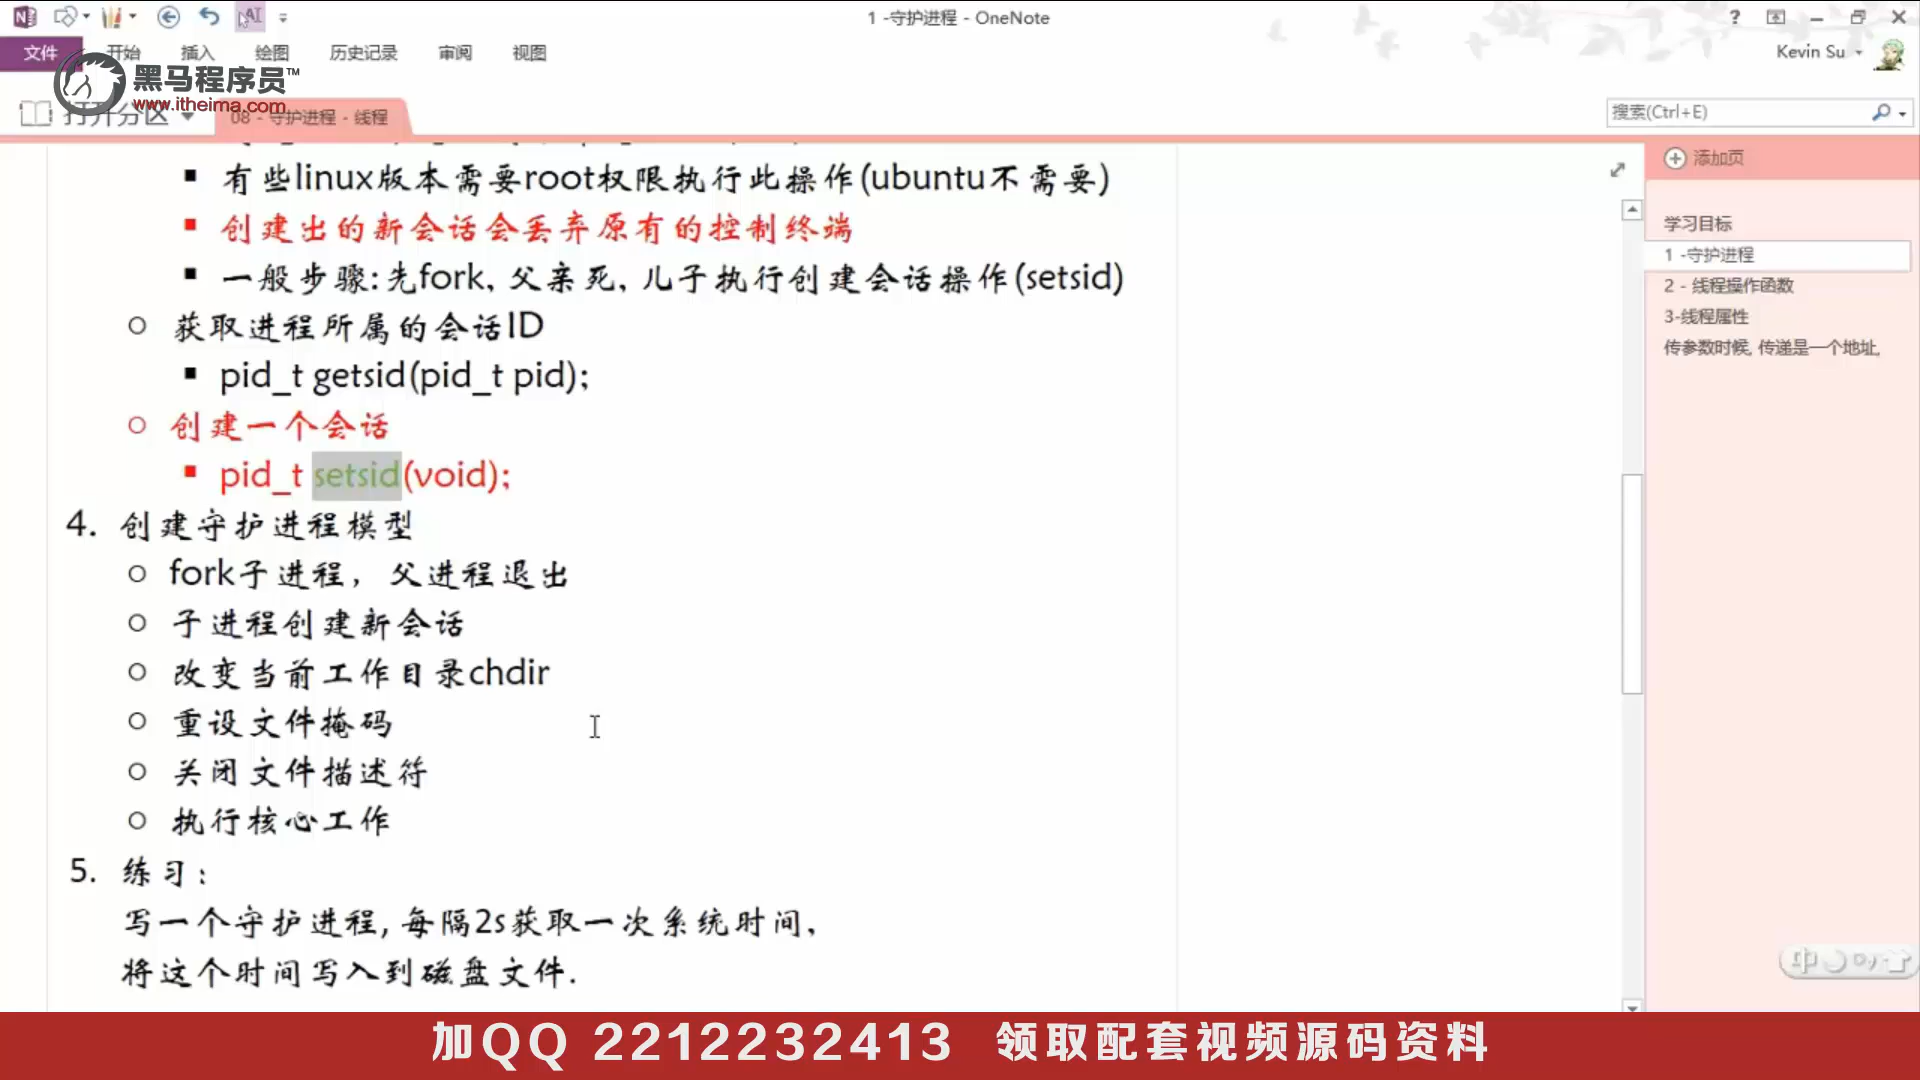 1 -守护进程 - OneNote
文件 开始 插入 绘图 历史记录 审阅 视图
Kevin Su
黑马程序员™
www.itheima.com
打开分区
08 - 守护进程 - 线程
搜索(Ctrl+E)
有些linux版本需要root权限执行此操作(ubuntu不需要)
创建出的新会话会丢弃原有的控制终端
一般步骤:先fork, 父亲死, 儿子执行创建会话操作(setsid)
获取进程所属的会话ID
pid_t getsid(pid_t pid);
创建一个会话
pid_t setsid(void);
4. 创建守护进程模型
fork子进程，父进程退出
子进程创建新会话
改变当前工作目录chdir
重设文件掩码
关闭文件描述符
执行核心工作
5. 练习：
写一个守护进程, 每隔2s获取一次系统时间,
将这个时间写入到磁盘文件.
添加页
学习目标
1 -守护进程
2 - 线程操作函数
3-线程属性
传参数时候, 传递是一个地址,
中
加QQ 2212232413 领取配套视频源码资料